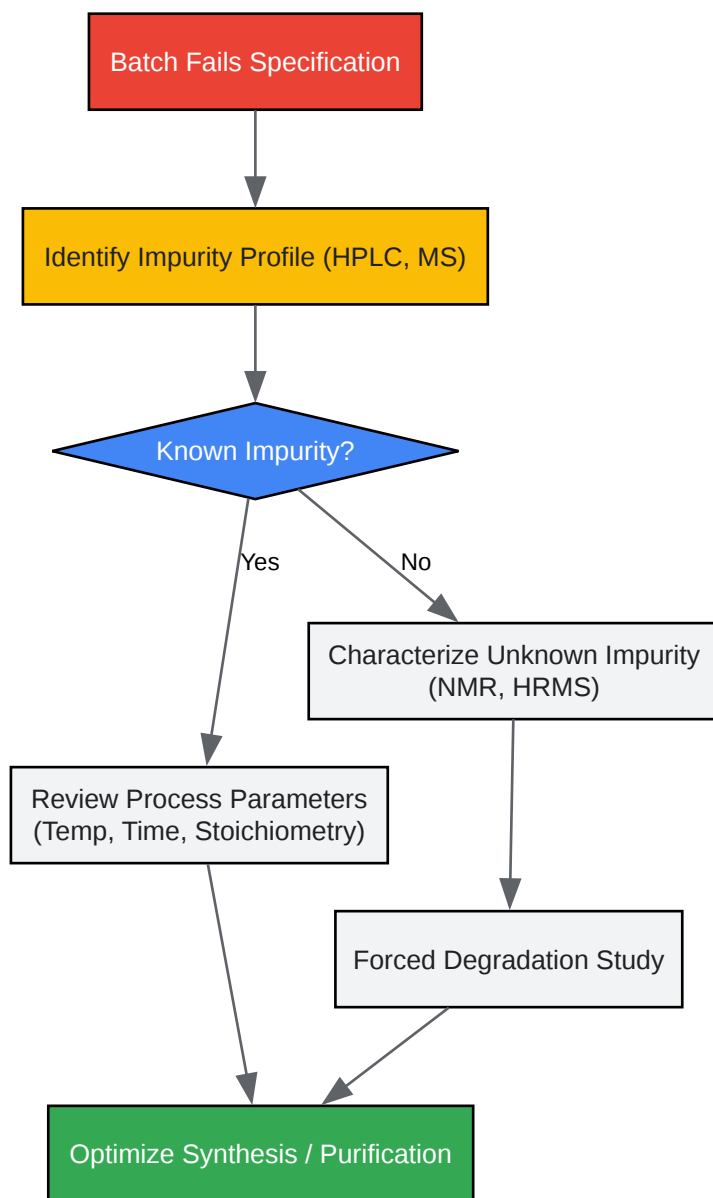 Batch Fails Specification
Identify Impurity Profile (HPLC, MS)
Known Impurity?
Yes
No
Characterize Unknown Impurity
(NMR, HRMS)
Review Process Parameters
(Temp, Time, Stoichiometry)
Forced Degradation Study
Optimize Synthesis / Purification